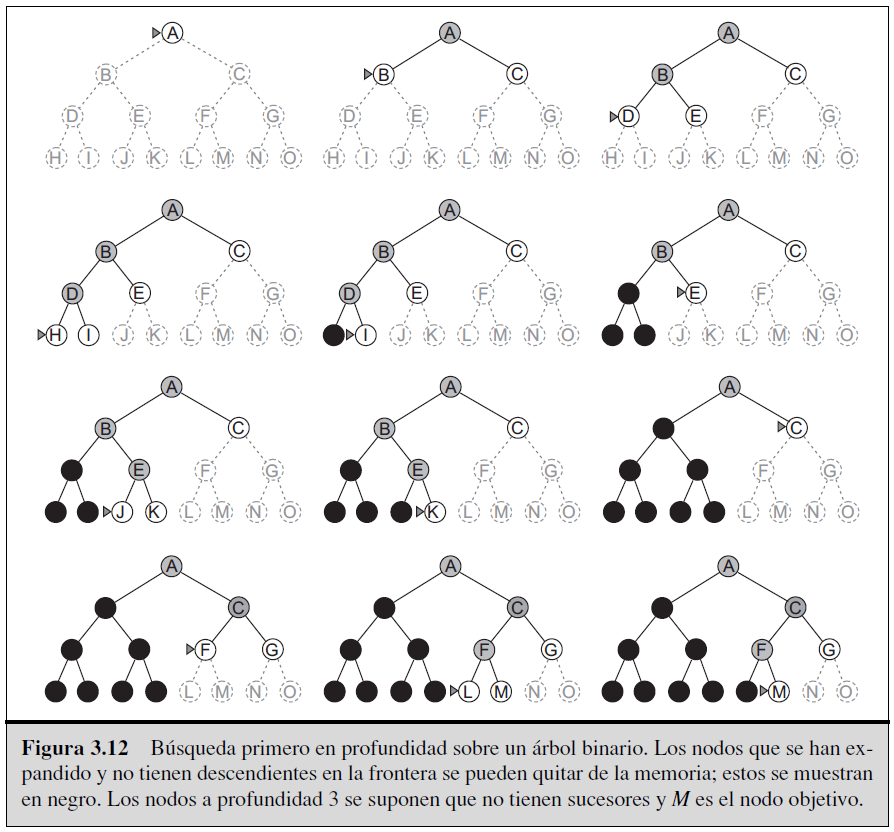 A
B C
D E F G
H I J K L M N O
A
B C
D E F G
H I J K L M N O
A
B C
D E F G
H I J K L M N O
A
B C
D E F G
H I J K L M N O
A
B C
D E F G
I J K L M N O
A
B C
E F G
J K L M N O
A
B C
E F G
J K L M N O
A
B C
E F G
K L M N O
A
C
F G
L M N O
A
C
F G
L M N O
A
C
F G
L M N O
A
C
F G
M N O
Figura 3.12 Búsqueda primero en profundidad sobre un árbol binario. Los nodos que se han ex-
pandido y no tienen descendientes en la frontera se pueden quitar de la memoria; estos se muestran
en negro. Los nodos a profundidad 3 se suponen que no tienen sucesores y M es el nodo objetivo.